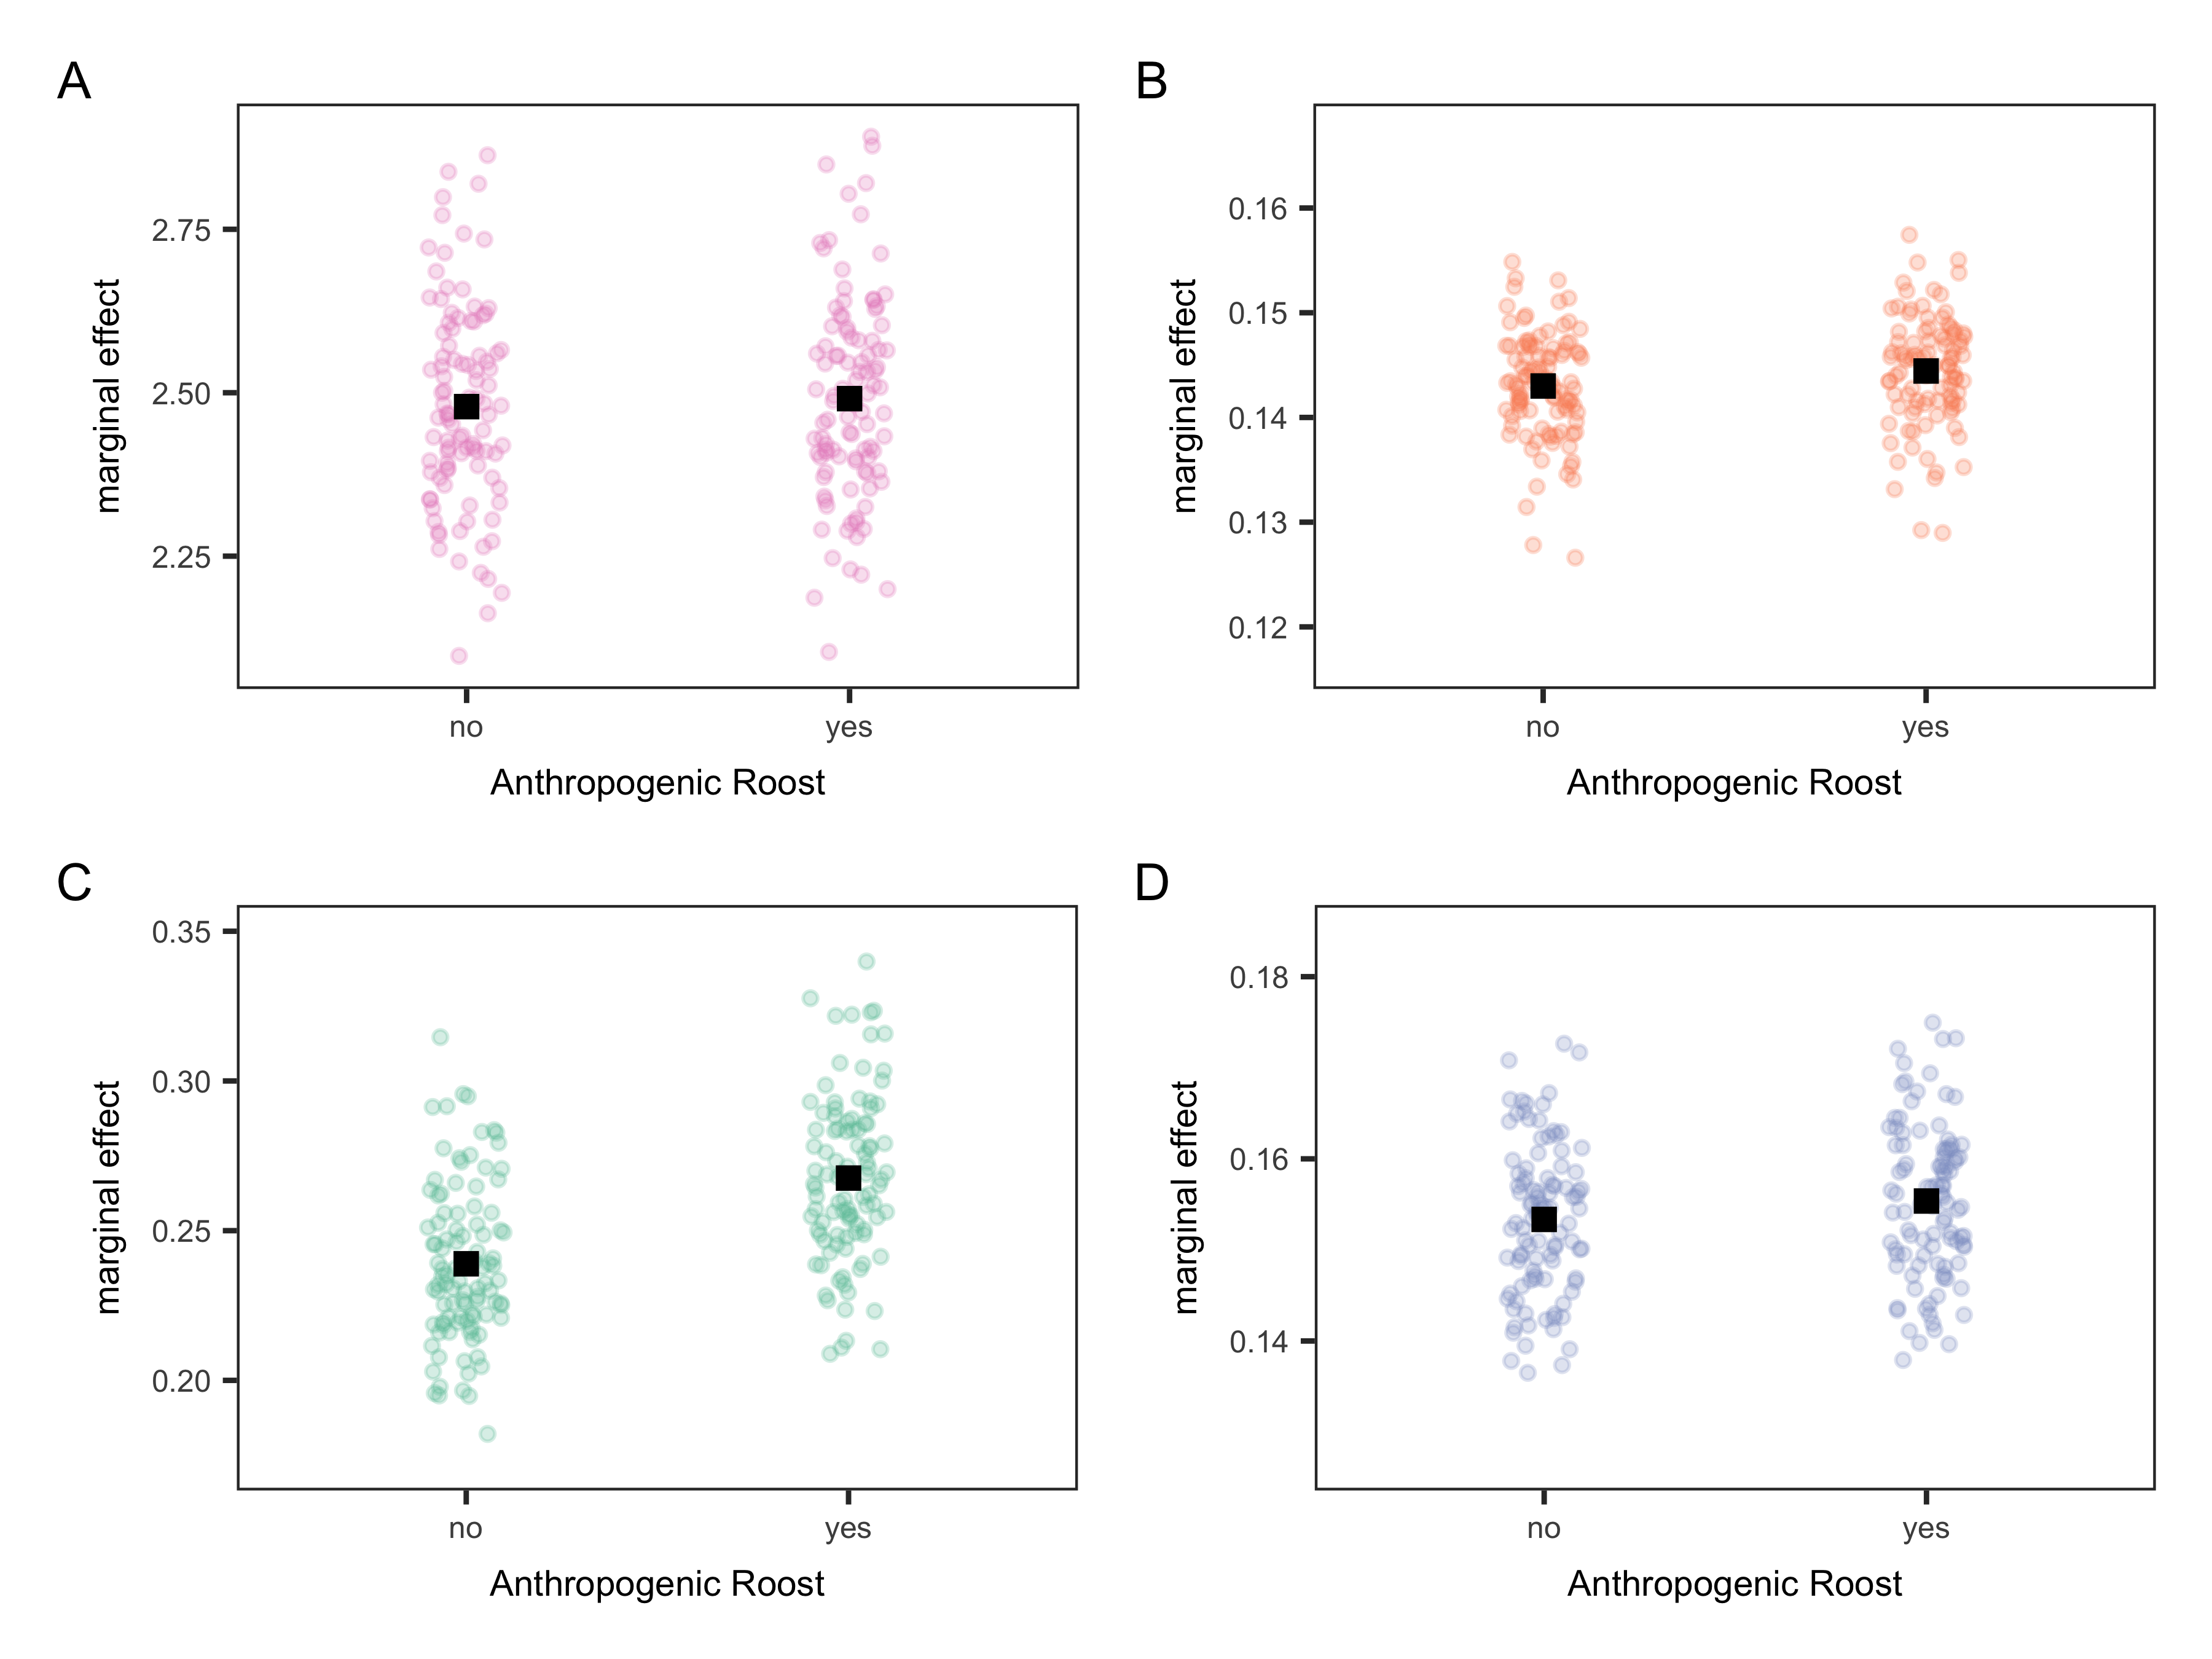 A
marginal effect
2.75
2.50
2.25
no
yes
Anthropogenic Roost
B
marginal effect
0.16
0.15
0.14
0.13
0.12
no
yes
Anthropogenic Roost
C
marginal effect
0.35
0.30
0.25
0.20
no
yes
Anthropogenic Roost
D
marginal effect
0.18
0.16
0.14
no
yes
Anthropogenic Roost